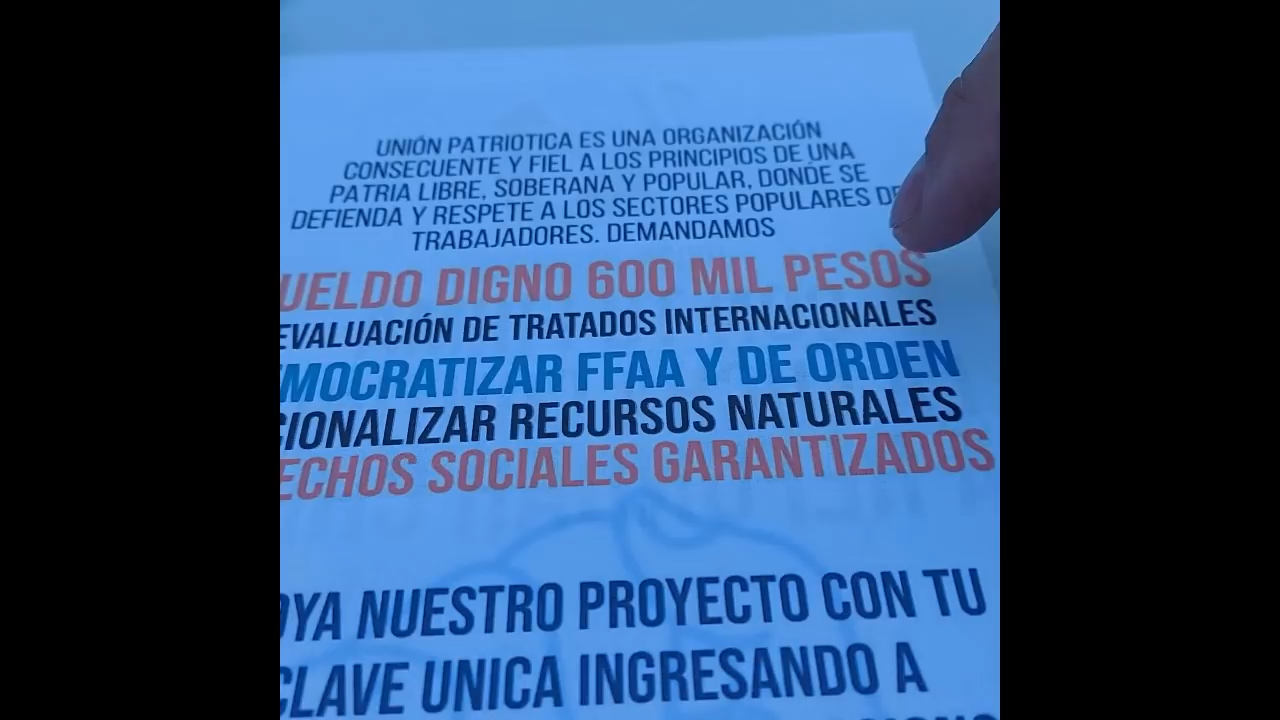 UNIÓN PATRIOTICA ES UNA ORGANIZACIÓN
CONSECUENTE Y FIEL A LOS PRINCIPIOS DE UNA
PATRIA LIBRE, SOBERANA Y POPULAR, DONDE SE
DEFIENDA Y RESPETE A LOS SECTORES POPULARES DE
TRABAJADORES. DEMANDAMOS
UELDO DIGNO 600 MIL PESOS
EVALUACIÓN DE TRATADOS INTERNACIONALES
MOCRATIZAR FFAA Y DE ORDEN
CIONALIZAR RECURSOS NATURALES
ECHOS SOCIALES GARANTIZADOS
OYA NUESTRO PROYECTO CON TU
CLAVE UNICA INGRESANDO A